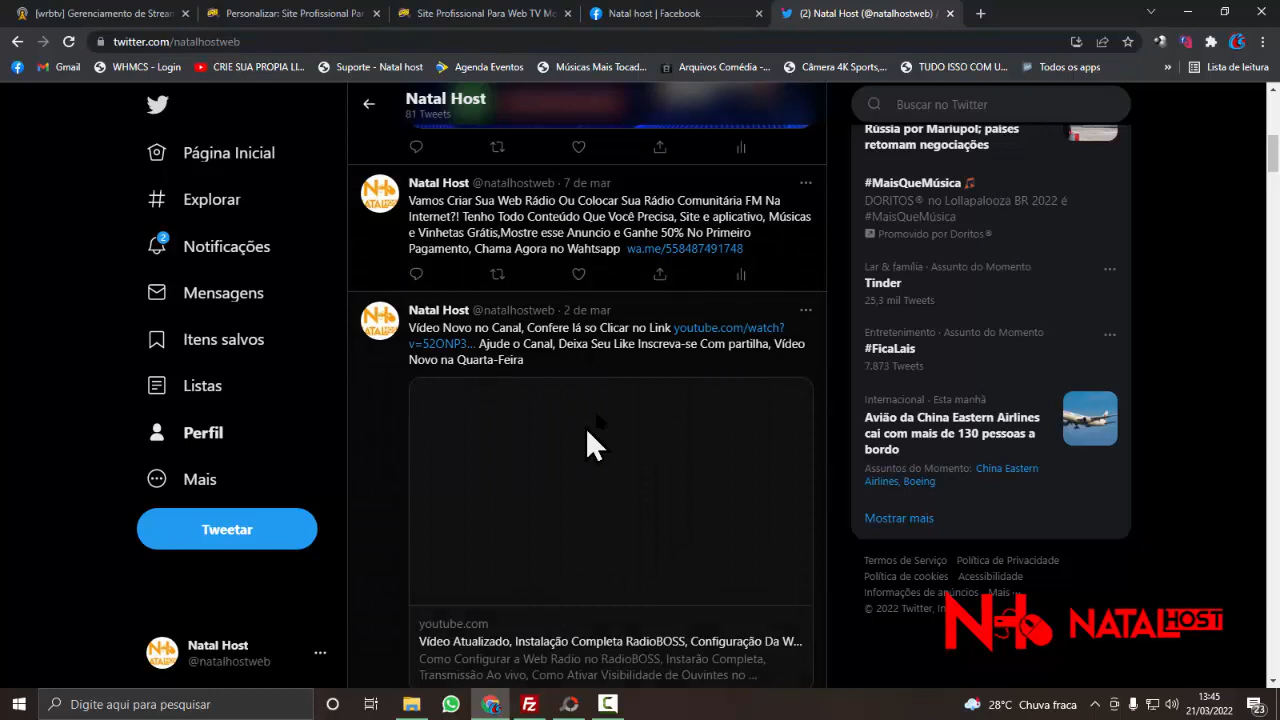 [wrbtv] Gerenciamento de Stream
Personalizar: Site Profissional Par
Site Profissional Para Web TV Mo
Natal host | Facebook
(2) Natal Host (@natalhostweb)
twitter.com/natalhostweb
Gmail
WHMCS - Login
CRIE SUA PROPIA LI...
Suporte - Natal host
Agenda Eventos
Músicas Mais Tocad...
Arquivos Comédia -...
Câmera 4K Sports,...
TUDO ISSO COM U...
Todos os apps
»
Lista de leitura
Página Inicial
Explorar
2
Notificações
Mensagens
Itens salvos
Listas
Perfil
Mais
Tweetar
Natal Host
@natalhostweb
Natal Host
81 Tweets
Natal Host @natalhostweb · 7 de mar
Vamos Criar Sua Web Rádio Ou Colocar Sua Rádio Comunitária FM Na
Internet?! Tenho Todo Conteúdo Que Você Precisa, Site e aplicativo, Músicas
e Vinhetas Grátis,Mostre esse Anuncio e Ganhe 50% No Primeiro
Pagamento, Chama Agora no Wahtsapp wa.me/558487491748
Natal Host @natalhostweb · 2 de mar
Vídeo Novo no Canal, Confere lá so Clicar no Link youtube.com/watch?
v=52ONP3... Ajude o Canal, Deixa Seu Like Inscreva-se Com partilha, Vídeo
Novo na Quarta-Feira
youtube.com
Vídeo Atualizado, Instalação Completa RadioBOSS, Configuração Da W...
Como Configurar a Web Radio no RadioBOSS, Instarão Completa,
Transmissão Ao vivo, Como Ativar Visibilidade de Ouvintes no ...
Buscar no Twitter
Rússia por Mariupol; países
retomam negociações
#MaisQueMúsica
DORITOS® no Lollapalooza BR 2022 é
#MaisQueMúsica
Promovido por Doritos®
Lar & família · Assunto do Momento
Tinder
25,3 mil Tweets
Entretenimento · Assunto do Momento
#FicaLais
7.873 Tweets
Internacional · Esta manhã
Avião da China Eastern Airlines
cai com mais de 130 pessoas a
bordo
Assuntos do Momento: China Eastern
Airlines, Boeing
Mostrar mais
Termos de Serviço Política de Privacidade
Política de cookies Acessibilidade
Informações de anúncios Mais ···
© 2022 Twitter, In
NH
NATALHOST
Digite aqui para pesquisar
28°C Chuva fraca
13:45
21/03/2022
23